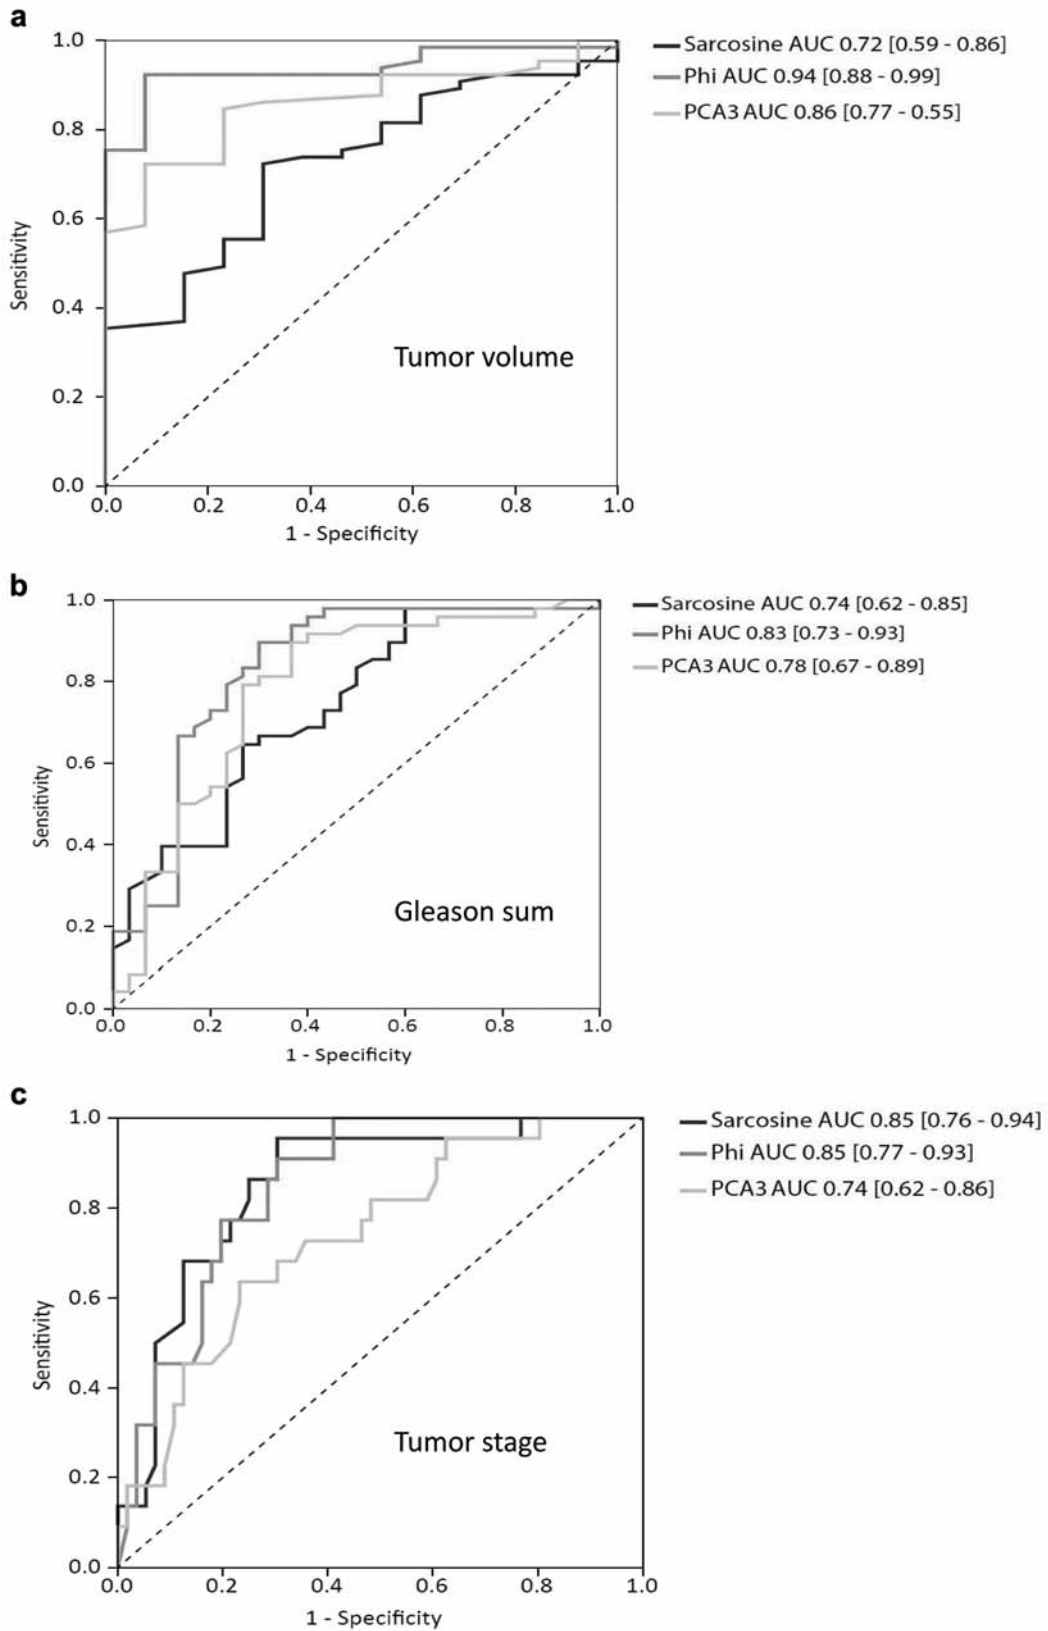 a
1.0
0.8
0.6
0.4
0.2
0.0
Sensitivity
0.0 0.2 0.4 0.6 0.8 1.0
1 - Specificity
Tumor volume
Sarcosine AUC 0.72 [0.59 - 0.86]
Phi AUC 0.94 [0.88 - 0.99]
PCA3 AUC 0.86 [0.77 - 0.55]
b
1.0
0.8
0.6
0.4
0.2
0.0
Sensitivity
0.0 0.2 0.4 0.6 0.8 1.0
1 - Specificity
Gleason sum
Sarcosine AUC 0.74 [0.62 - 0.85]
Phi AUC 0.83 [0.73 - 0.93]
PCA3 AUC 0.78 [0.67 - 0.89]
c
1.0
0.8
0.6
0.4
0.2
0.0
Sensitivity
0.0 0.2 0.4 0.6 0.8 1.0
1 - Specificity
Tumor stage
Sarcosine AUC 0.85 [0.76 - 0.94]
Phi AUC 0.85 [0.77 - 0.93]
PCA3 AUC 0.74 [0.62 - 0.86]